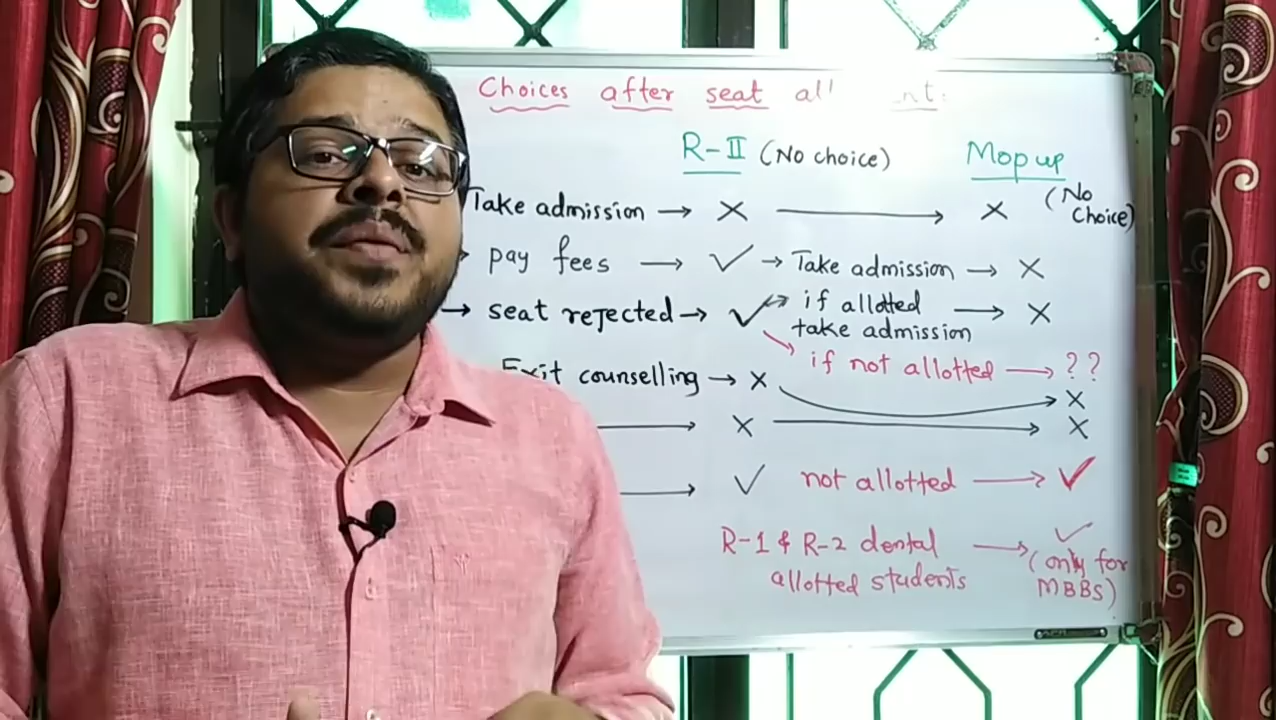 Choices after seat
R-II (No choice) Mop up
(No Choice)
Take admission → X → X
pay fees → ✓ → Take admission → X
→ seat rejected → ✓ → if allotted → X
take admission
if not allotted → ??
Exit counselling → X → X
→ X → X
→ ✓ not allotted → ✓
R-1 & R-2 dental → ✓
allotted students (only for MBBS)